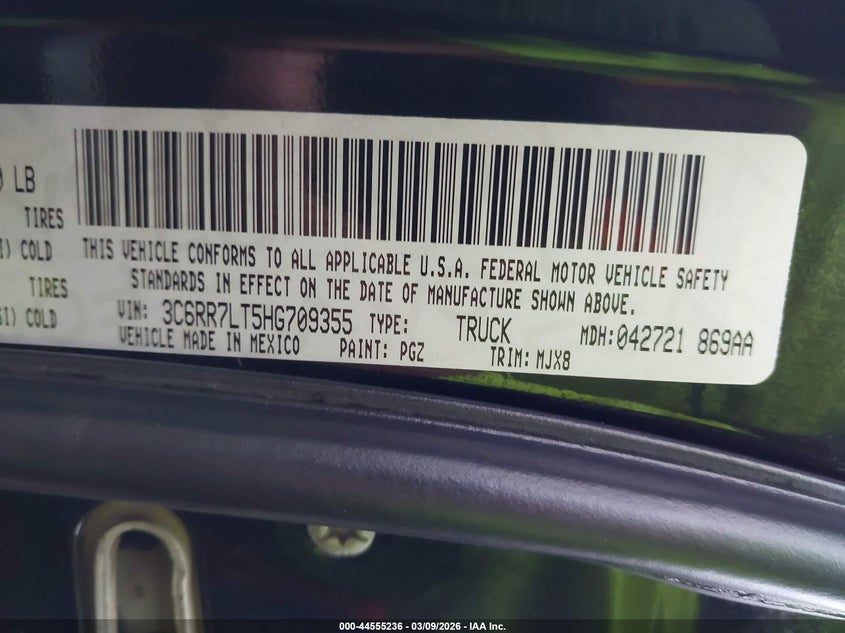 0 LB
TIRES
I) COLD
THIS VEHICLE CONFORMS TO ALL APPLICABLE U.S.A. FEDERAL MOTOR VEHICLE SAFETY
TIRES
STANDARDS IN EFFECT ON THE DATE OF MANUFACTURE SHOWN ABOVE.
SI) COLD
VIN: 3C6RR7LT5HG709355 TYPE: TRUCK MDH: 042721 869AA
VEHICLE MADE IN MEXICO PAINT: PGZ TRIM: MJX8
000-44555236 - 03/09/2026 - IAA Inc.